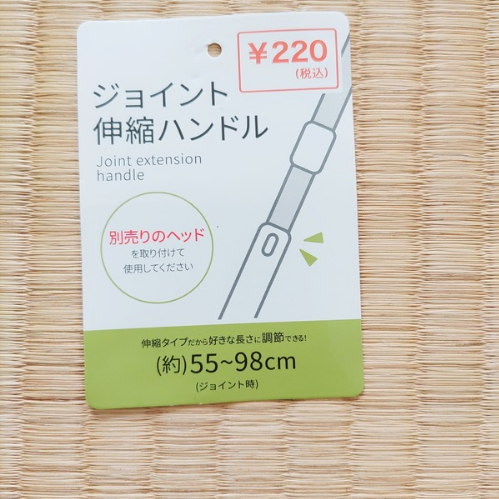 ¥220
(税込)
ジョイント
伸縮ハンドル
Joint extension
handle
別売りのヘッド
を取り付けて
使用してください
伸縮タイプだから好きな長さに調節できる!
(約)55~98cm
(ジョイント時)